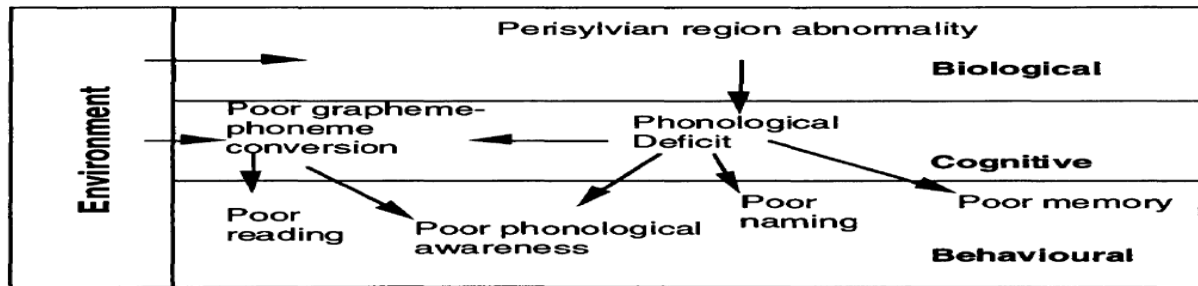 Environment
Perisylvian region abnormality
Biological
Poor grapheme-
phoneme
conversion
Phonological
Deficit
Cognitive
Poor
reading
Poor phonological
awareness
Poor
naming
Poor memory
Behavioural